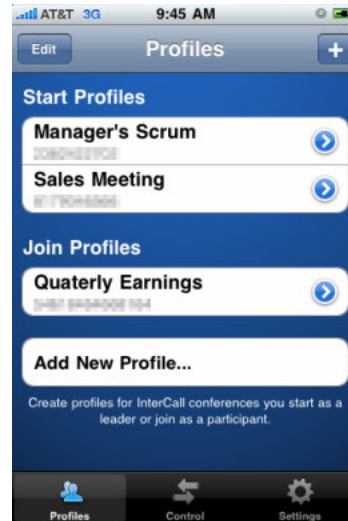 AT&T 3G 9:45 AM
Edit Profiles +
Start Profiles
Manager's Scrum
Sales Meeting
Join Profiles
Quaterly Earnings
Add New Profile...
Create profiles for InterCall conferences you start as a
leader or join as a participant.
Profiles Control Settings